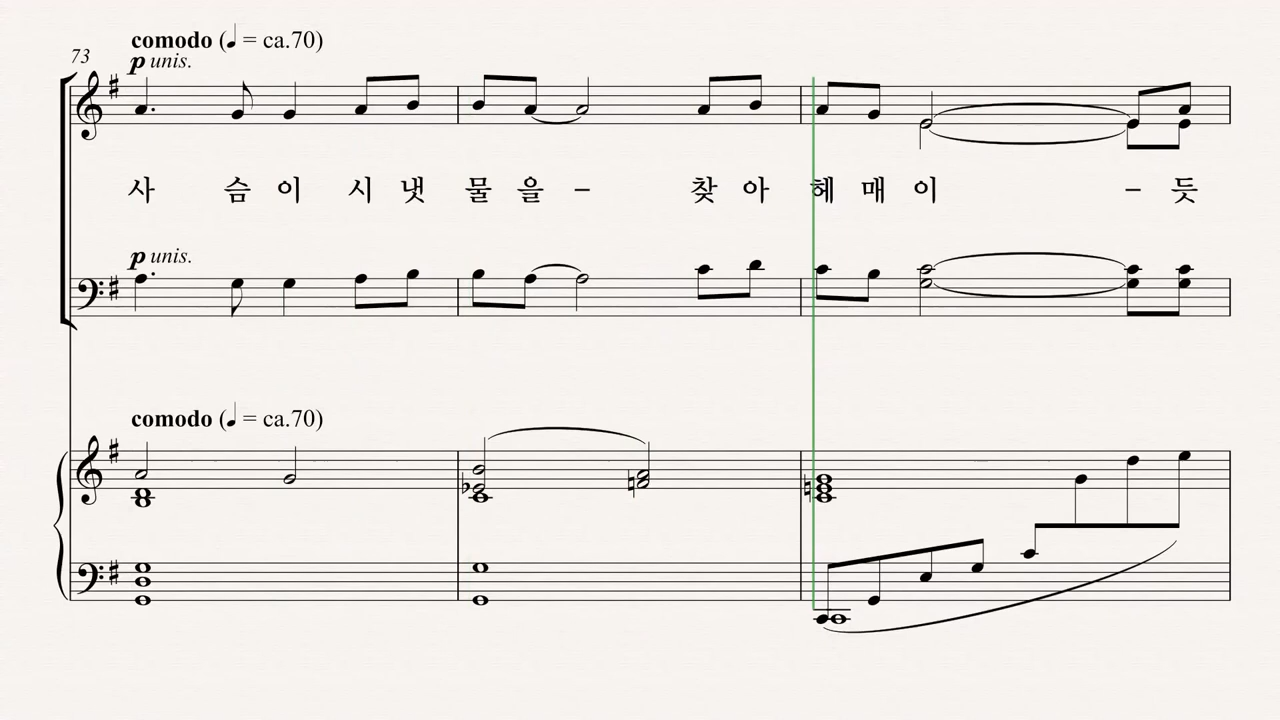 comodo (♩ = ca.70)
73
p unis.
사 슴 이 시 냇 물 을 – 찾 아 헤 매 이 – 듯
p unis.
comodo (♩ = ca.70)